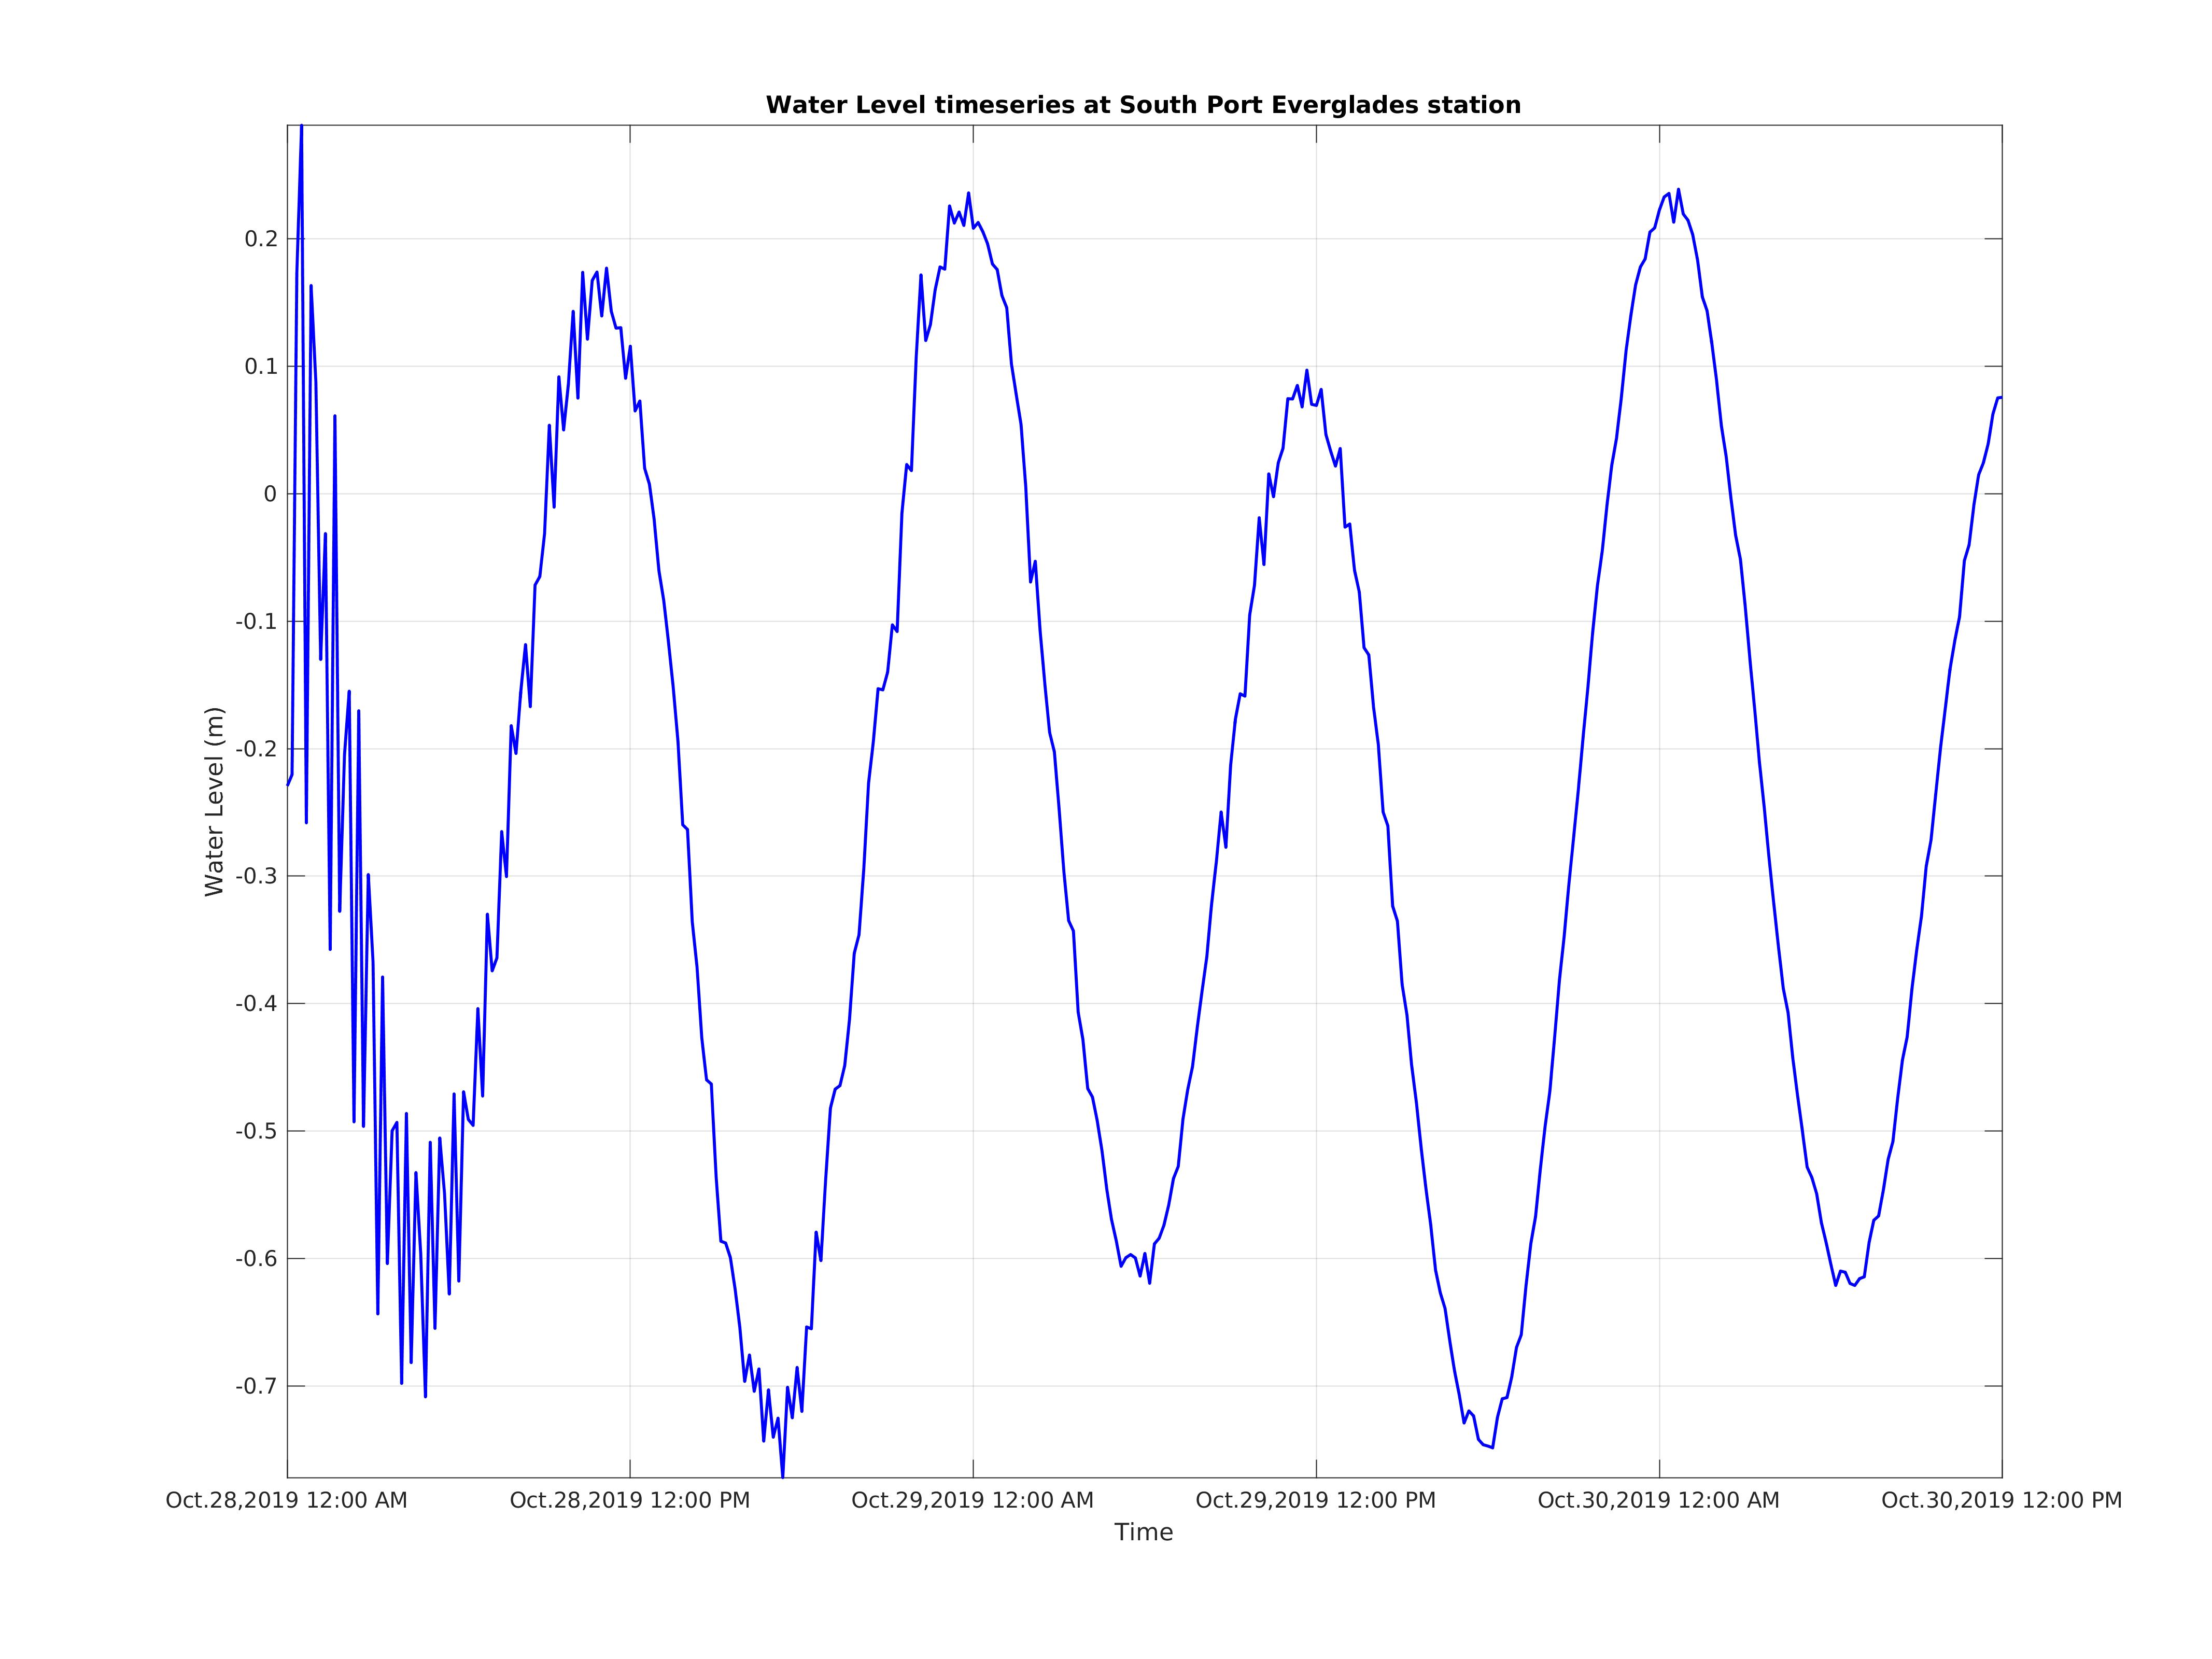 Water Level timeseries at South Port Everglades station
0.2
0.1
0
-0.1
-0.2
-0.3
-0.4
-0.5
-0.6
-0.7
Water Level (m)
Oct.28,2019 12:00 AM Oct.28,2019 12:00 PM Oct.29,2019 12:00 AM Oct.29,2019 12:00 PM Oct.30,2019 12:00 AM Oct.30,2019 12:00 PM
Time